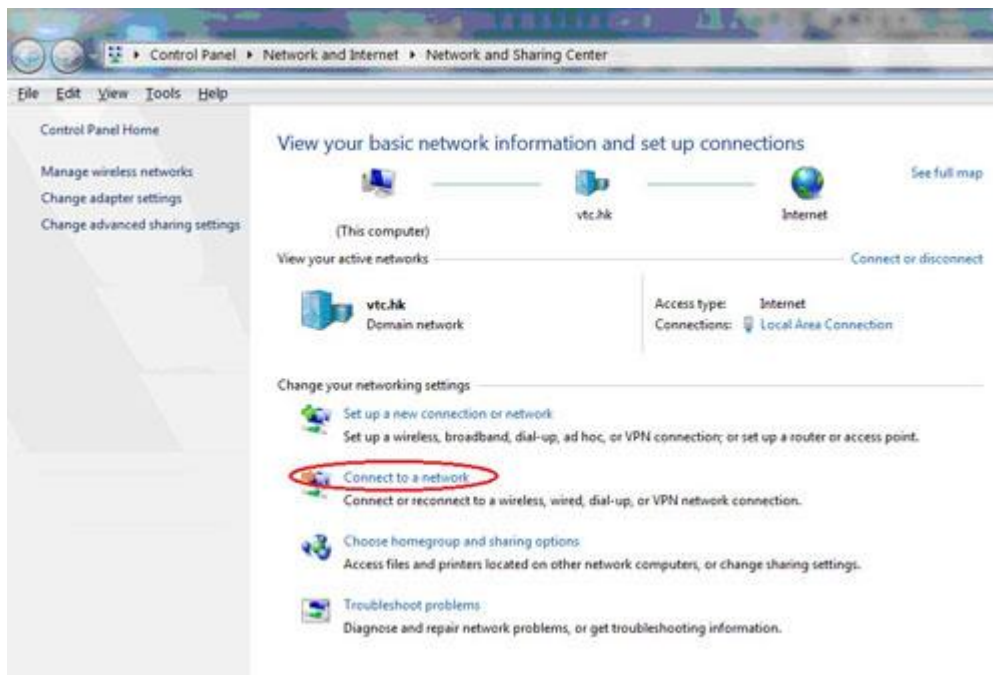 Control Panel Network and Internet Network and Sharing Center
File Edit View Tools Help
Control Panel Home
Manage wireless networks
Change adapter settings
Change advanced sharing settings
View your basic network information and set up connections
See full map
(This computer)
vtc.hk
Internet
View your active networks
Connect or disconnect
vtc.hk
Domain network
Access type: Internet
Connections: Local Area Connection
Change your networking settings
Set up a new connection or network
Set up a wireless, broadband, dial-up, ad hoc, or VPN connection; or set up a router or access point.
Connect to a network
Connect or reconnect to a wireless, wired, dial-up, or VPN network connection.
Choose homegroup and sharing options
Access files and printers located on other network computers, or change sharing settings.
Troubleshoot problems
Diagnose and repair network problems, or get troubleshooting information.